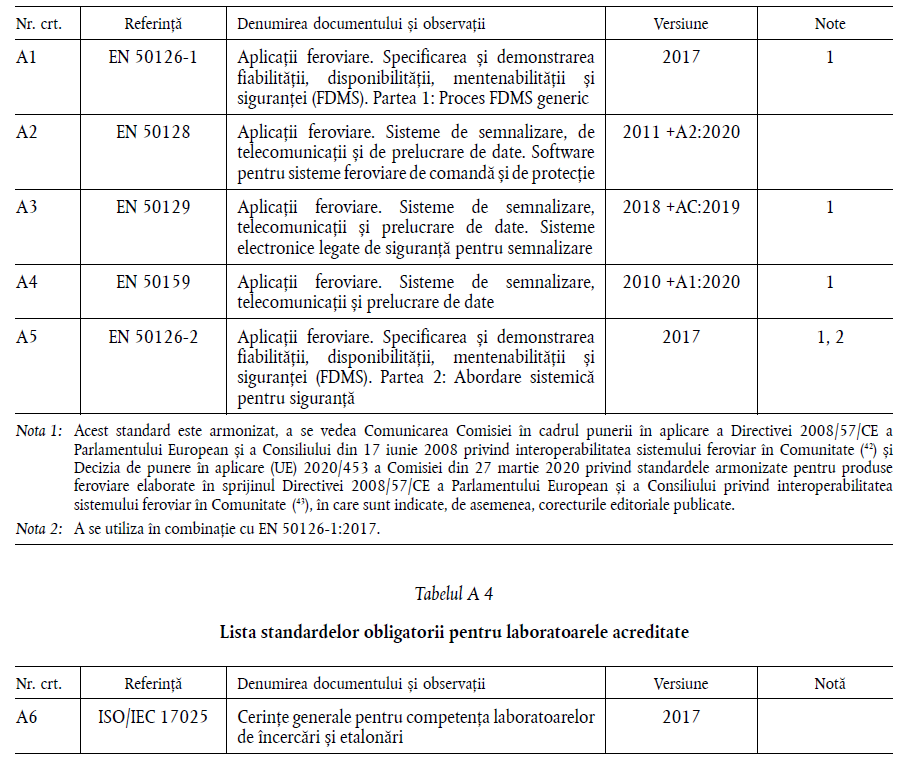 Nr. crt. Referință Denumirea documentului și observații Versiune Note
A1 EN 50126-1 Aplicații feroviare. Specificarea și demonstrarea 2017 1
fiabilității, disponibilității, mentenabilității și
siguranței (FDMS). Partea 1: Proces FDMS generic
A2 EN 50128 Aplicații feroviare. Sisteme de semnalizare, de 2011 +A2:2020
telecomunicații și de prelucrare de date. Software
pentru sisteme feroviare de comandă și de protecție
A3 EN 50129 Aplicații feroviare. Sisteme de semnalizare, 2018 +AC:2019 1
telecomunicații și prelucrare de date. Sisteme
electronice legate de siguranță pentru semnalizare
A4 EN 50159 Aplicații feroviare. Sisteme de semnalizare, 2010 +A1:2020 1
telecomunicații și prelucrare de date
A5 EN 50126-2 Aplicații feroviare. Specificarea și demonstrarea 2017 1, 2
fiabilității, disponibilității, mentenabilității și
siguranței (FDMS). Partea 2: Abordare sistemică
pentru siguranță
Nota 1: Acest standard este armonizat, a se vedea Comunicarea Comisiei în cadrul punerii în aplicare a Directivei 2008/57/CE a
Parlamentului European și a Consiliului din 17 iunie 2008 privind interoperabilitatea sistemului feroviar în Comunitate (⁴²) și
Decizia de punere în aplicare (UE) 2020/453 a Comisiei din 27 martie 2020 privind standardele armonizate pentru produse
feroviare elaborate în sprijinul Directivei 2008/57/CE a Parlamentului European și a Consiliului privind interoperabilitatea
sistemului feroviar în Comunitate (⁴³), în care sunt indicate, de asemenea, corecturile editoriale publicate.
Nota 2: A se utiliza în combinație cu EN 50126-1:2017.
Tabelul A 4
Lista standardelor obligatorii pentru laboratoarele acreditate
Nr. crt. Referință Denumirea documentului și observații Versiune Notă
A6 ISO/IEC 17025 Cerințe generale pentru competența laboratoarelor 2017
de încercări și etalonări